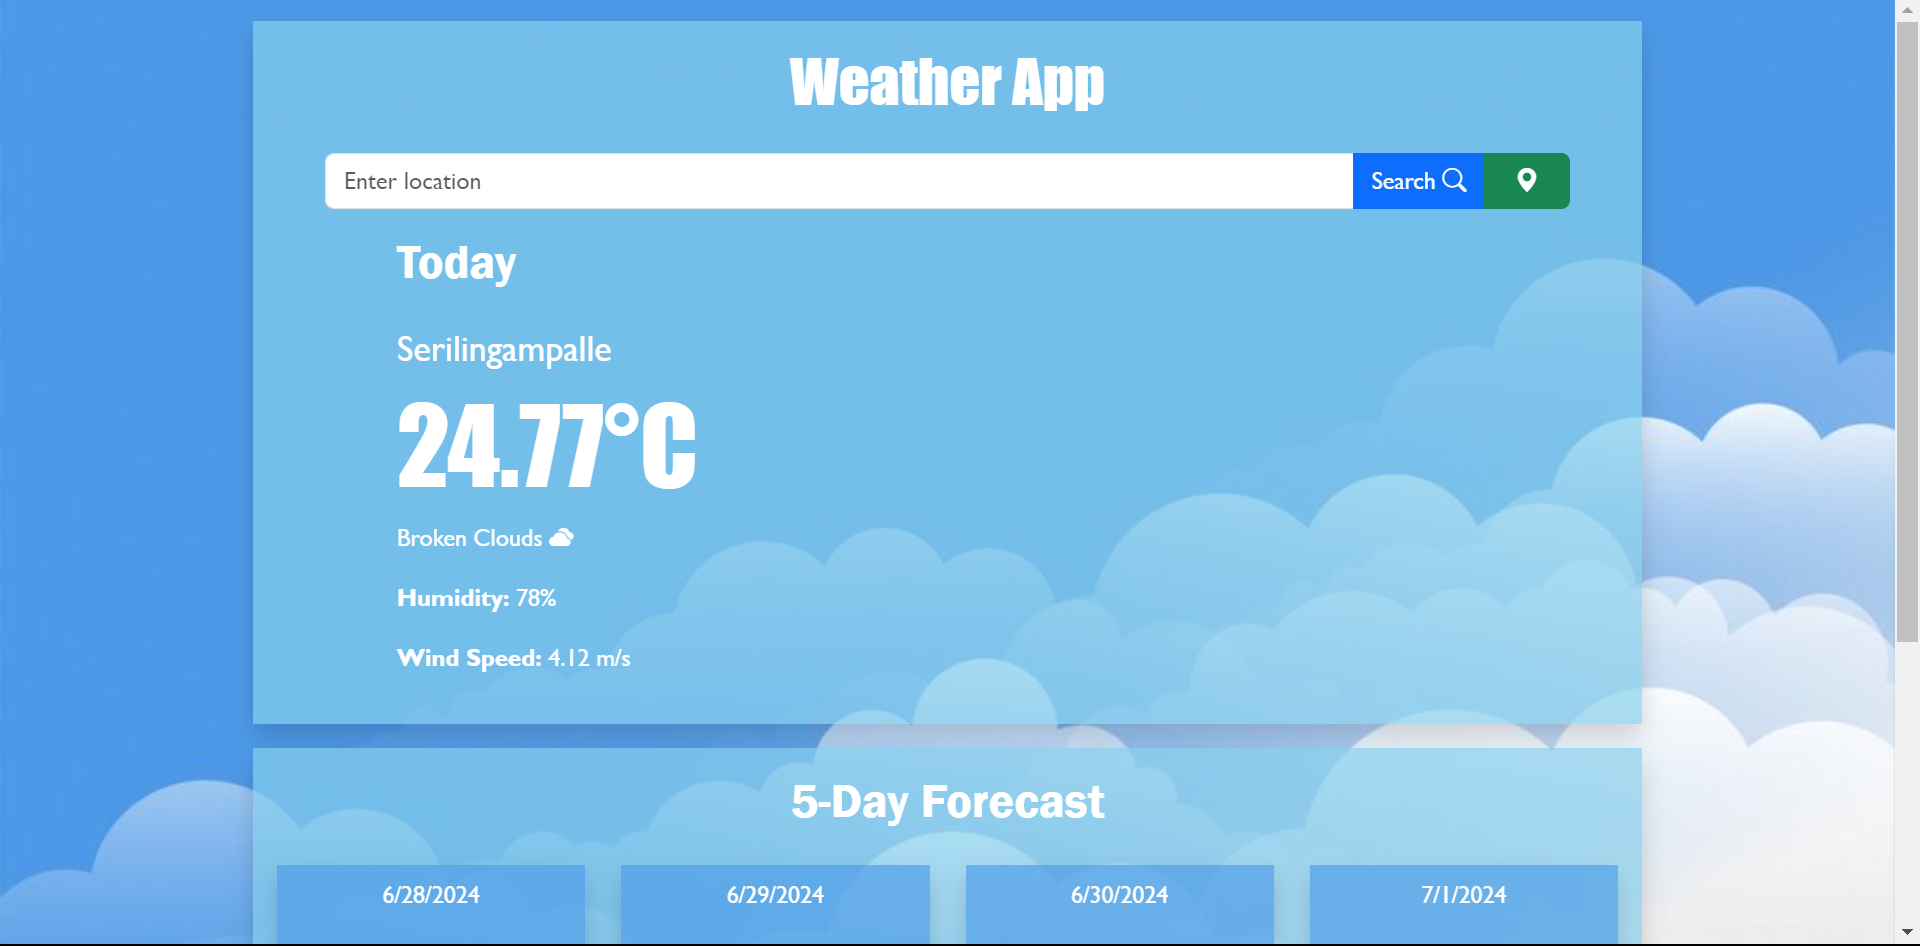 Weather App
Enter location
Search
Today
Serilingampalle
24.77°C
Broken Clouds
Humidity: 78%
Wind Speed: 4.12 m/s
5-Day Forecast
6/28/2024
6/29/2024
6/30/2024
7/1/2024